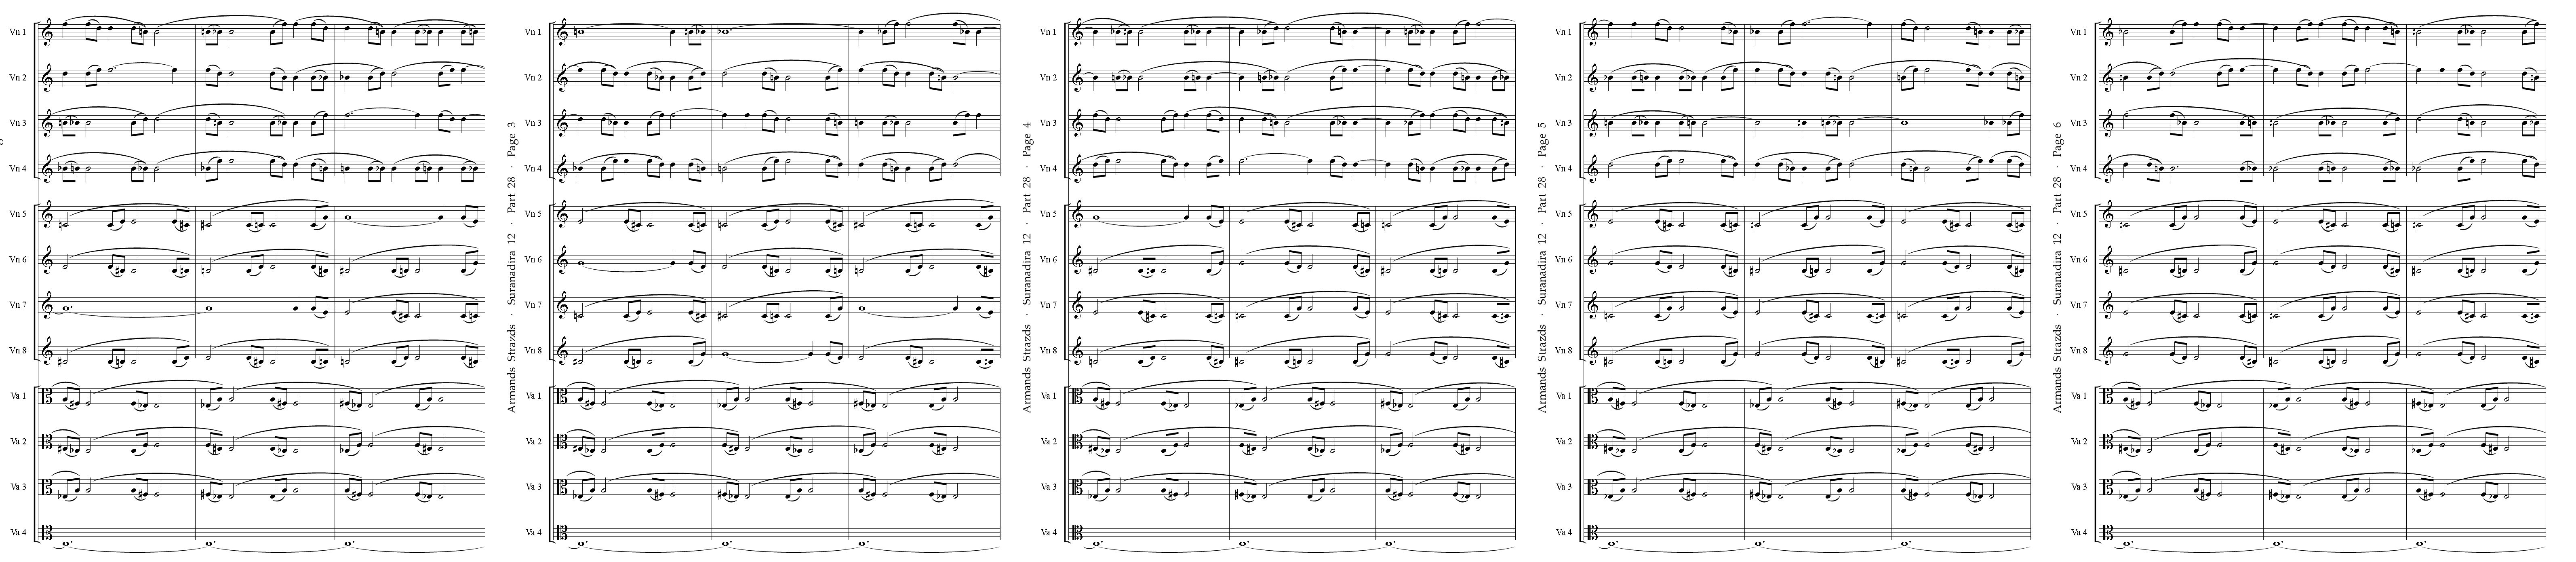 Vn 1
Vn 2
Vn 3
Vn 4
Vn 5
Vn 6
Vn 7
Vn 8
Va 1
Va 2
Va 3
Va 4
Armands Strazds · Suranadira 12 · Part 28 · Page 3
Vn 1
Vn 2
Vn 3
Vn 4
Vn 5
Vn 6
Vn 7
Vn 8
Va 1
Va 2
Va 3
Va 4
Armands Strazds · Suranadira 12 · Part 28 · Page 4
Vn 1
Vn 2
Vn 3
Vn 4
Vn 5
Vn 6
Vn 7
Vn 8
Va 1
Va 2
Va 3
Va 4
Armands Strazds · Suranadira 12 · Part 28 · Page 5
Vn 1
Vn 2
Vn 3
Vn 4
Vn 5
Vn 6
Vn 7
Vn 8
Va 1
Va 2
Va 3
Va 4
Armands Strazds · Suranadira 12 · Part 28 · Page 6
Vn 1
Vn 2
Vn 3
Vn 4
Vn 5
Vn 6
Vn 7
Vn 8
Va 1
Va 2
Va 3
Va 4